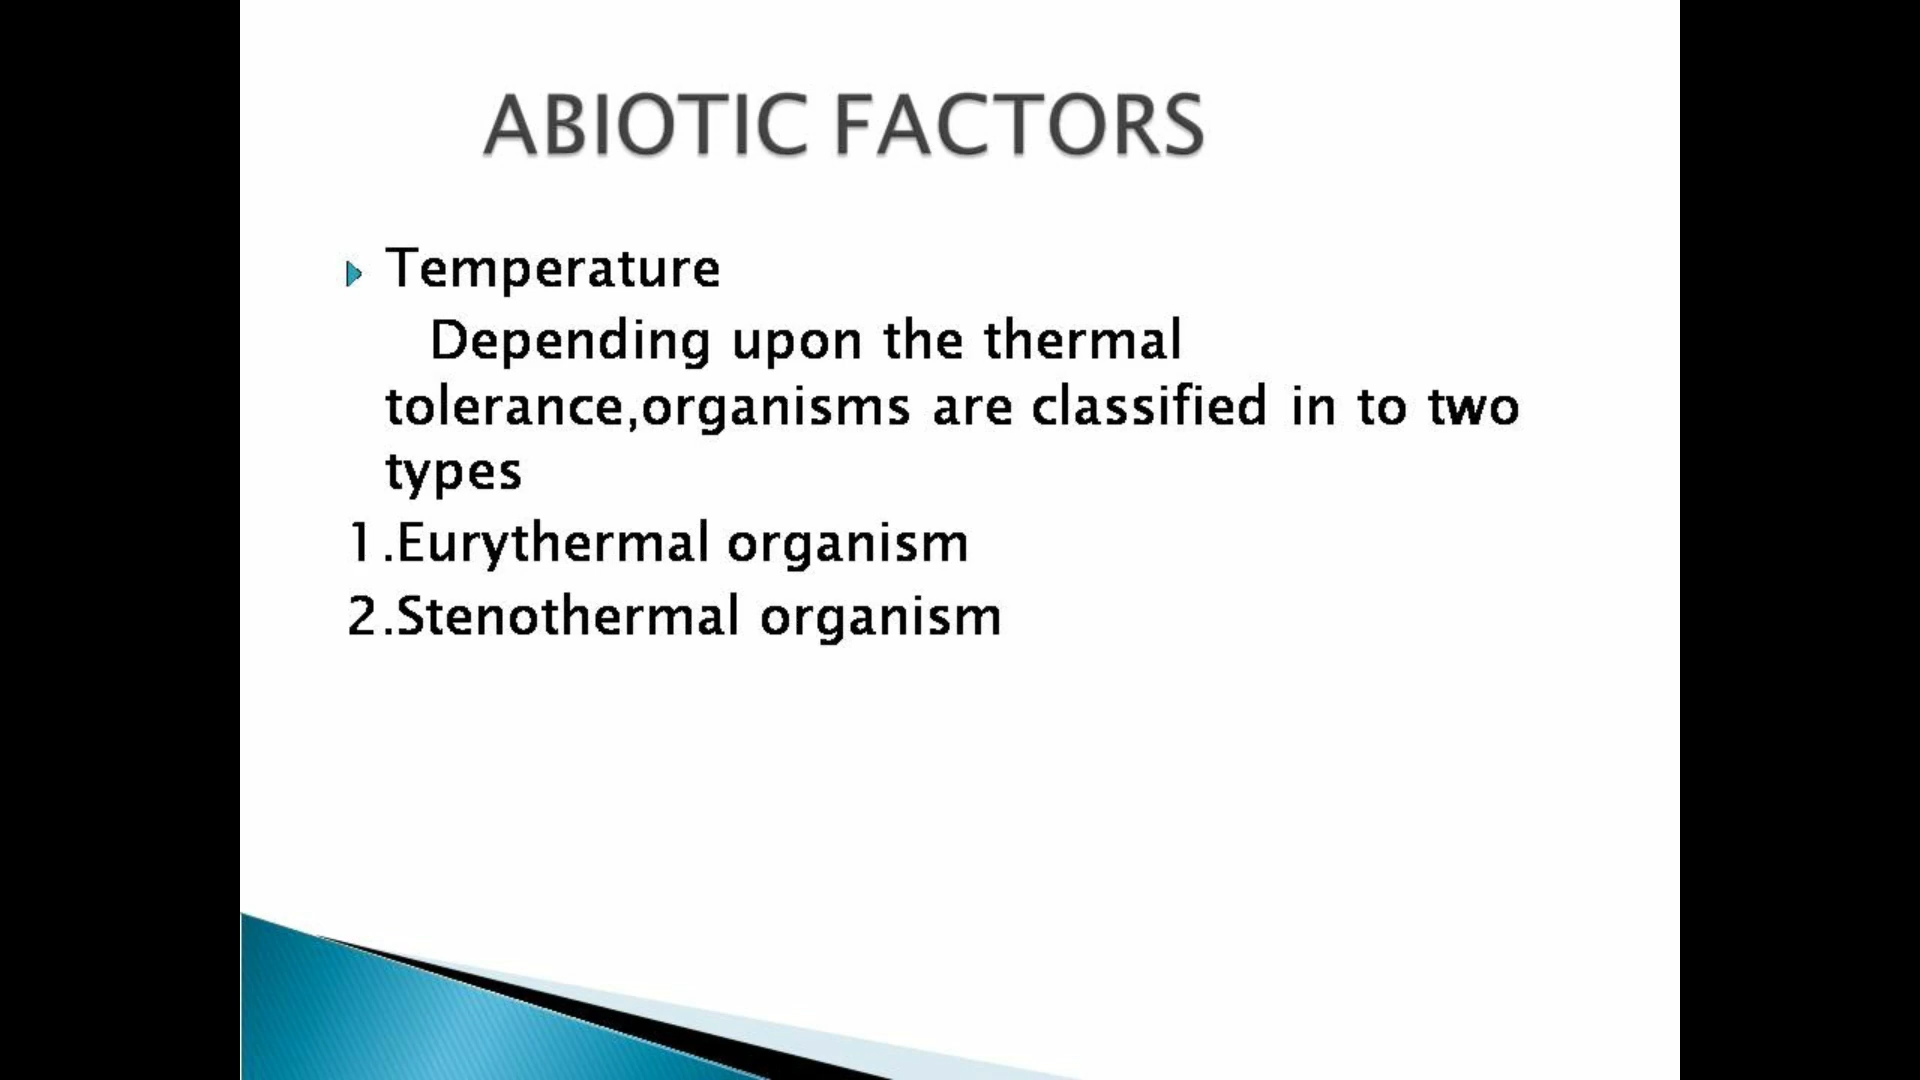 ABIOTIC FACTORS
Temperature
Depending upon the thermal
tolerance,organisms are classified in to two
types
1.Eurythermal organism
2.Stenothermal organism